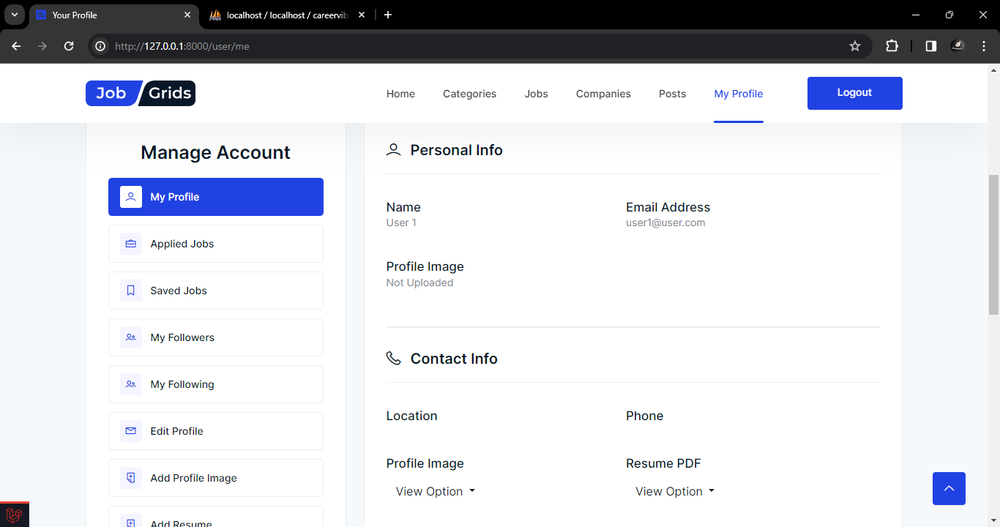 Your Profile
localhost / localhost / careervib
http://127.0.0.1:8000/user/me
Job Grids
Home Categories Jobs Companies Posts My Profile Logout
Manage Account
My Profile
Applied Jobs
Saved Jobs
My Followers
My Following
Edit Profile
Add Profile Image
Add Resume
Personal Info
Name
User 1
Email Address
user1@user.com
Profile Image
Not Uploaded
Contact Info
Location
Phone
Profile Image
View Option
Resume PDF
View Option